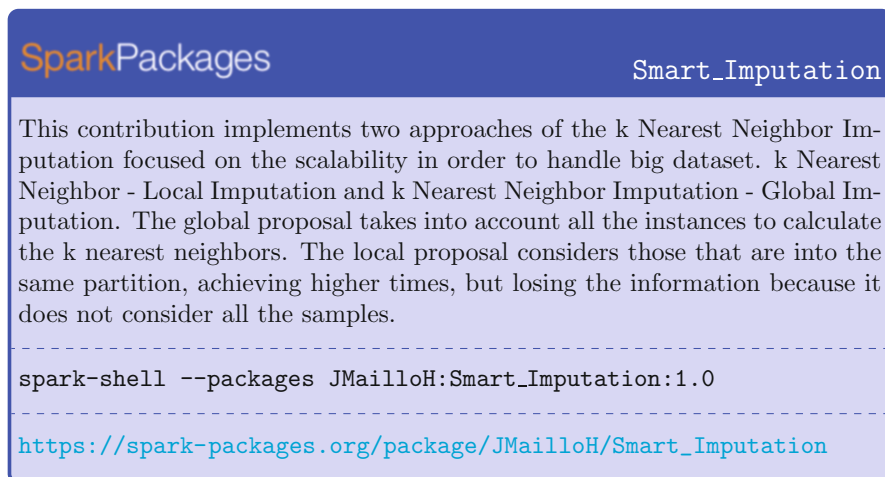 SparkPackages
Smart_Imputation
This contribution implements two approaches of the k Nearest Neighbor Im-
putation focused on the scalability in order to handle big dataset. k Nearest
Neighbor - Local Imputation and k Nearest Neighbor Imputation - Global Im-
putation. The global proposal takes into account all the instances to calculate
the k nearest neighbors. The local proposal considers those that are into the
same partition, achieving higher times, but losing the information because it
does not consider all the samples.
spark-shell --packages JMailloH:Smart_Imputation:1.0
https://spark-packages.org/package/JMailloH/Smart_Imputation